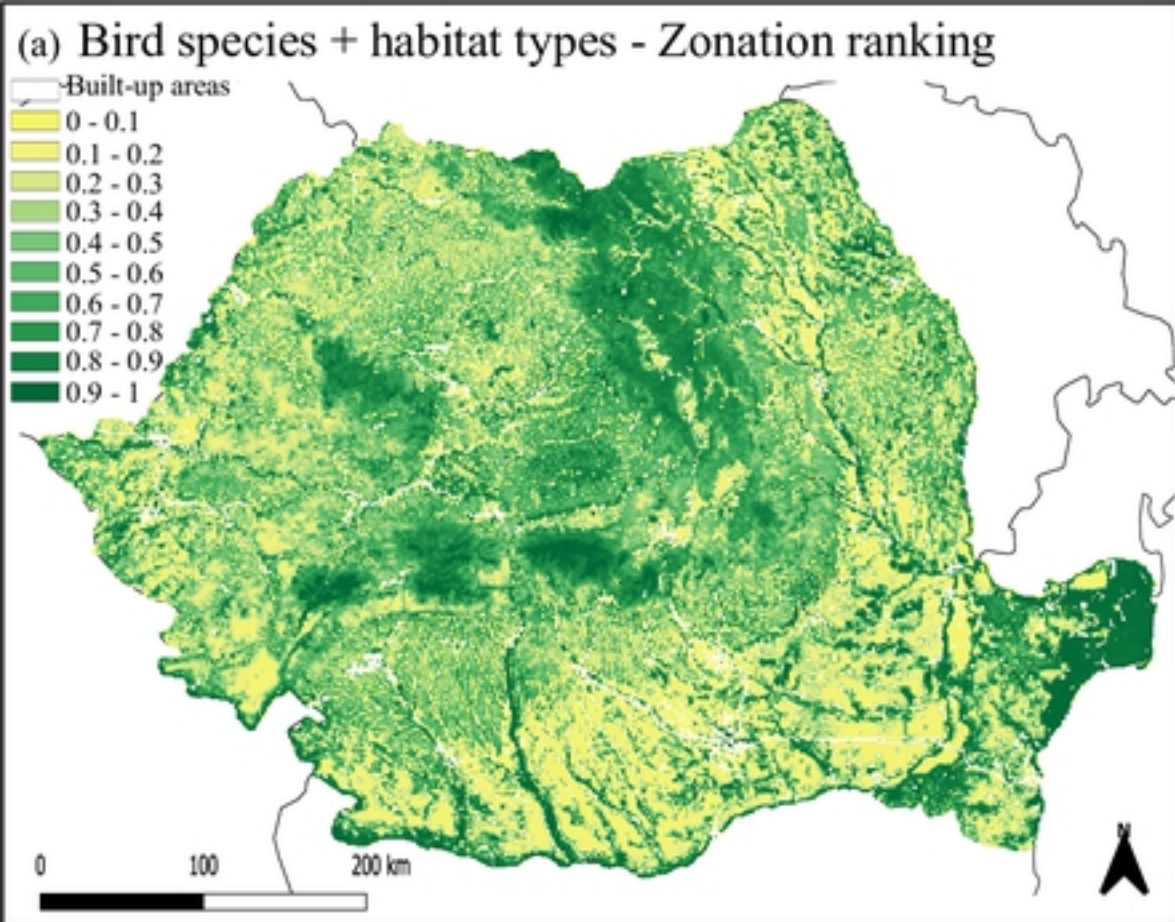 (a) Bird species + habitat types - Zonation ranking
Built-up areas
0 - 0.1
0.1 - 0.2
0.2 - 0.3
0.3 - 0.4
0.4 - 0.5
0.5 - 0.6
0.6 - 0.7
0.7 - 0.8
0.8 - 0.9
0.9 - 1
N
0 100 200 km